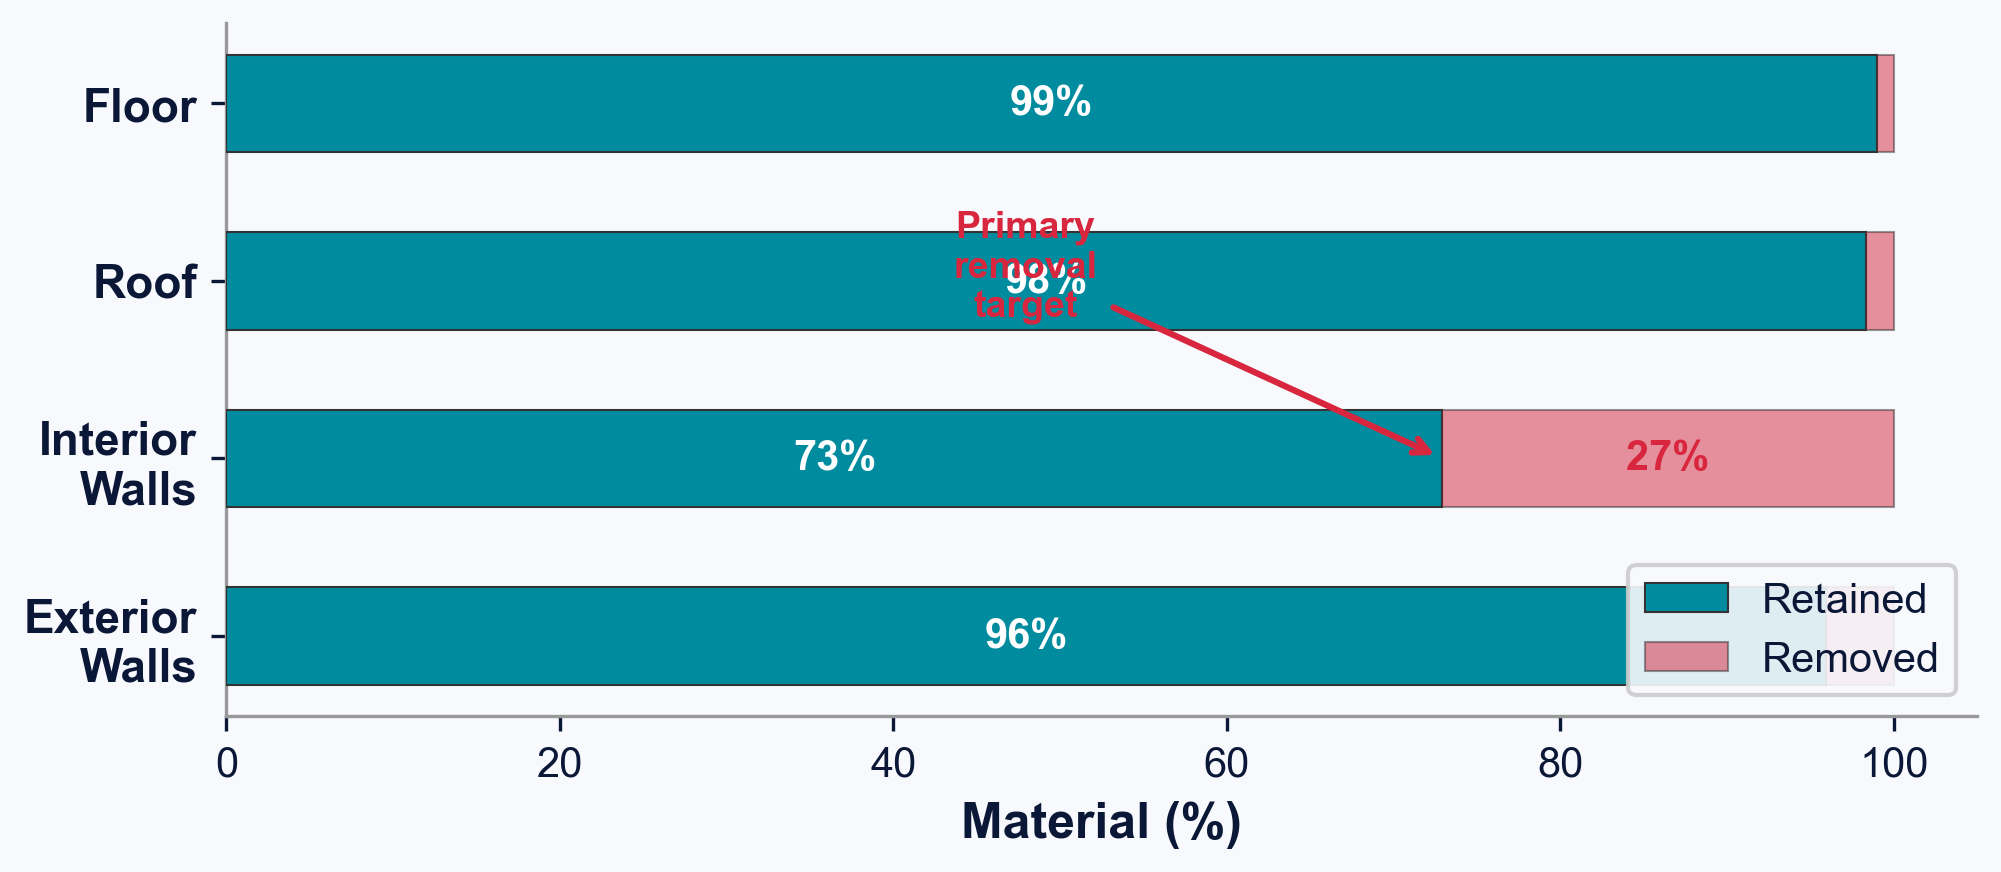 Floor
99%
Primary
removal
target
Roof
98%
Interior
Walls
73%
27%
Exterior
Walls
96%
Retained
Removed
0
20
40
60
80
100
Material (%)